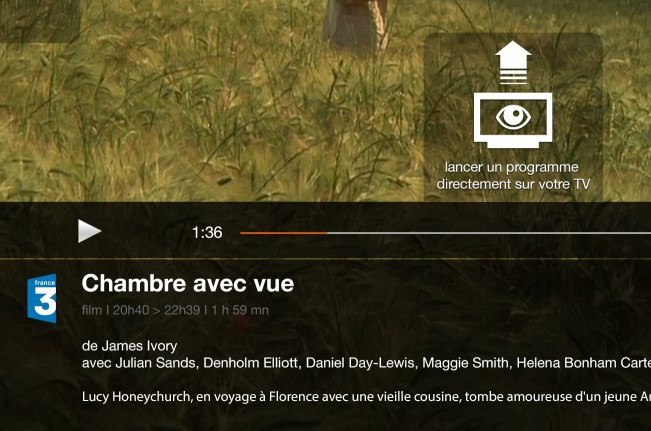 lancer un programme
directement sur votre TV
1:36
france
3
Chambre avec vue
film | 20h40 > 22h39 | 1 h 59 mn
de James Ivory
avec Julian Sands, Denholm Elliott, Daniel Day-Lewis, Maggie Smith, Helena Bonham Carte
Lucy Honeychurch, en voyage à Florence avec une vieille cousine, tombe amoureuse d'un jeune A